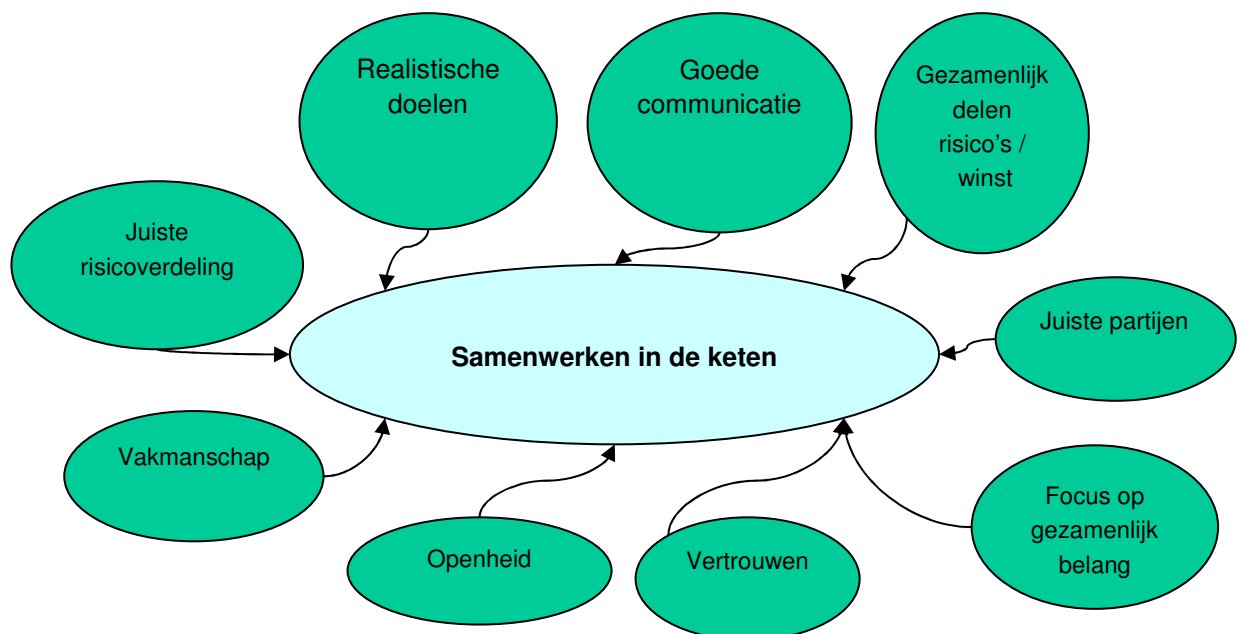 Realistische
doelen
Goede
communicatie
Gezamenlijk
delen
risico’s /
winst
Juiste
risicoverdeling
Juiste partijen
Samenwerken in de keten
Vakmanschap
Openheid
Vertrouwen
Focus op
gezamenlijk
belang